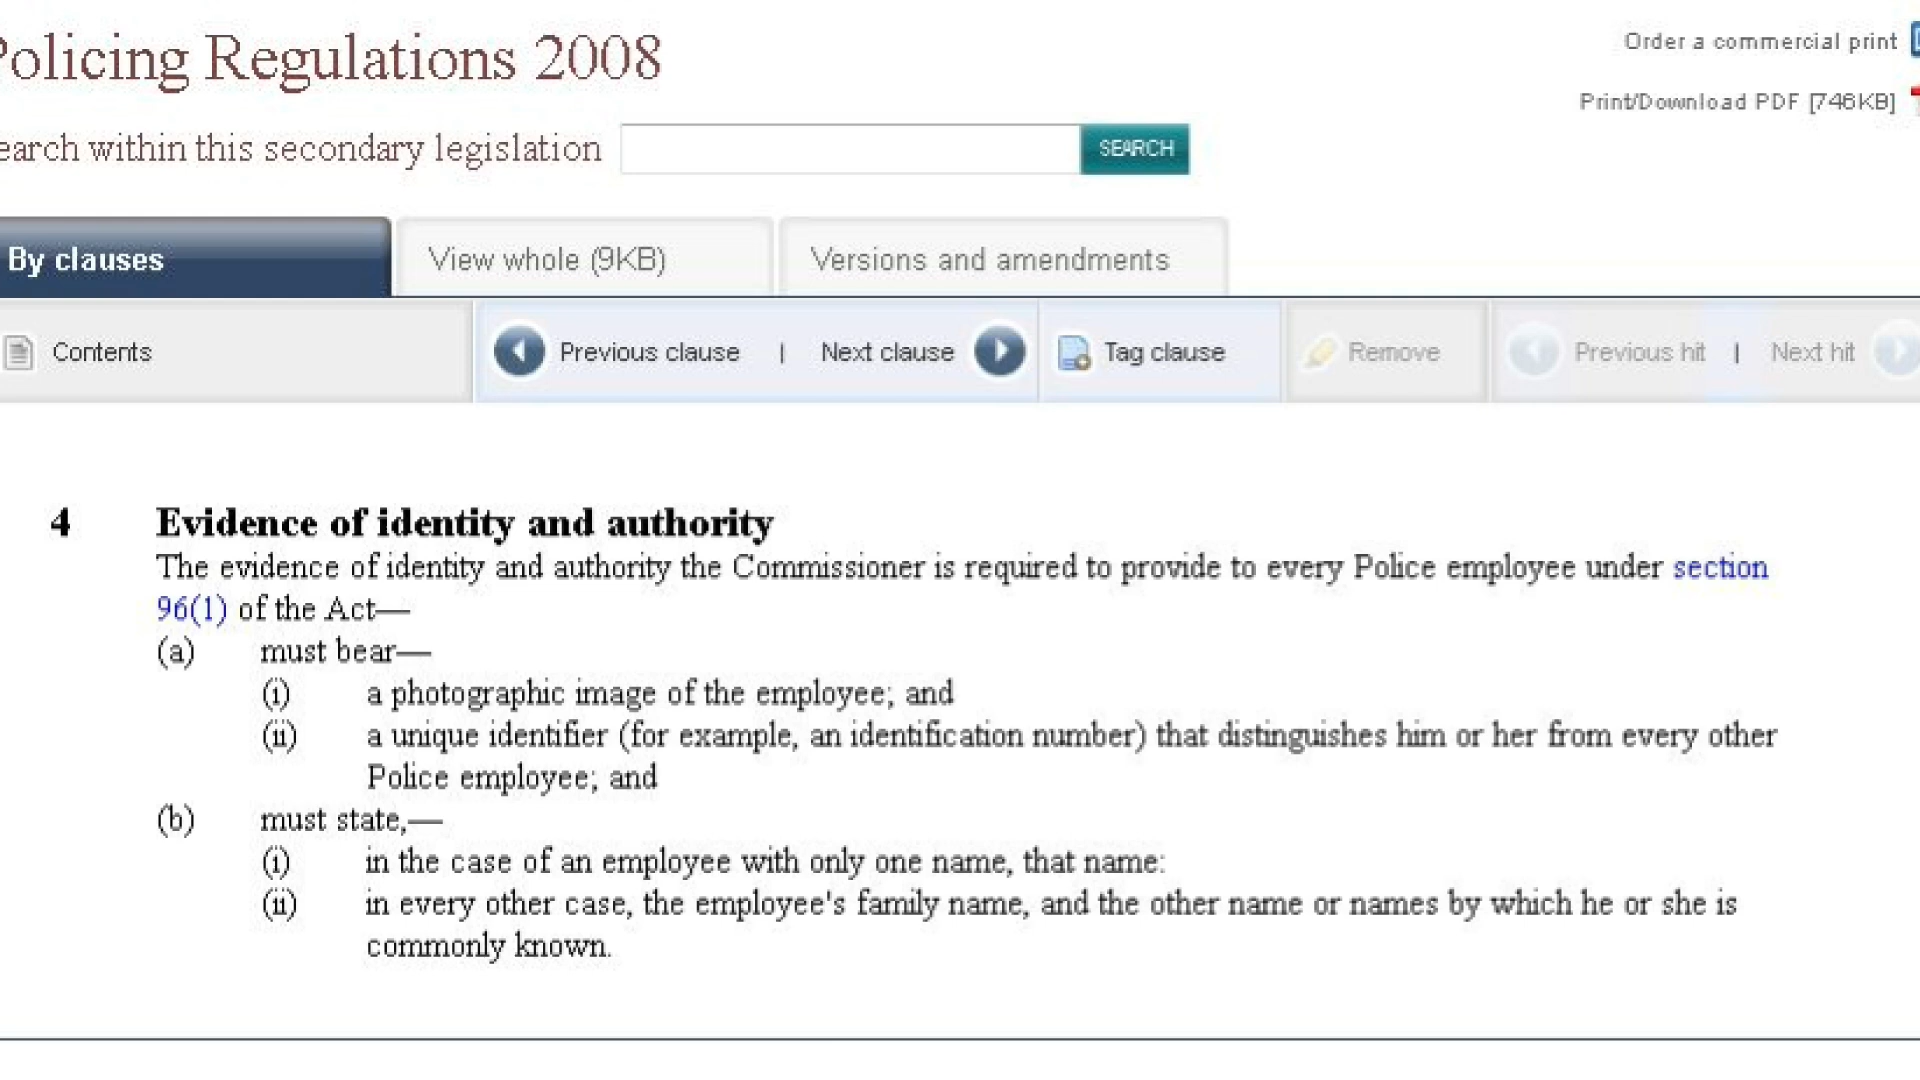 Policing Regulations 2008
Order a commercial print
Print/Download PDF [746KB]
earch within this secondary legislation
SEARCH
By clauses
View whole (9KB)
Versions and amendments
Contents
Previous clause | Next clause
Tag clause
Remove
Previous hit | Next hit
4 Evidence of identity and authority
The evidence of identity and authority the Commissioner is required to provide to every Police employee under section
96(1) of the Act—
(a) must bear—
(i) a photographic image of the employee; and
(ii) a unique identifier (for example, an identification number) that distinguishes him or her from every other
Police employee; and
(b) must state,—
(i) in the case of an employee with only one name, that name:
(ii) in every other case, the employee's family name, and the other name or names by which he or she is
commonly known.